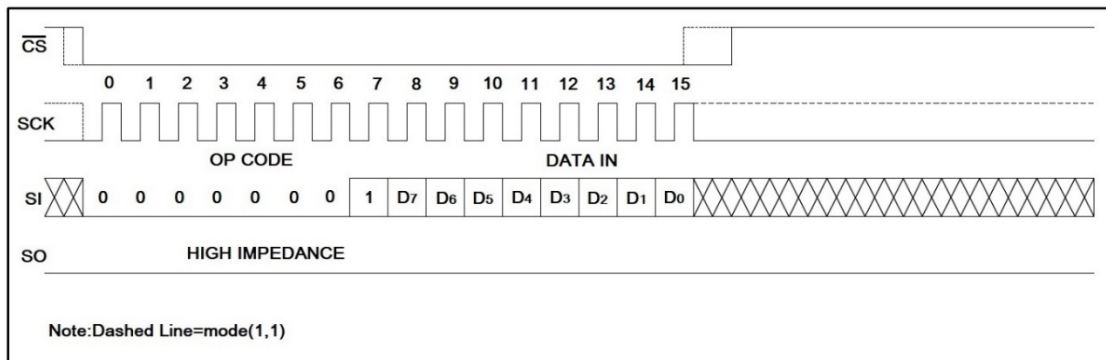 CS
0 1 2 3 4 5 6 7 8 9 10 11 12 13 14 15
SCK
OP CODE DATA IN
SI 0 0 0 0 0 0 0 1 D7 D6 D5 D4 D3 D2 D1 D0
SO HIGH IMPEDANCE
Note:Dashed Line=mode(1,1)